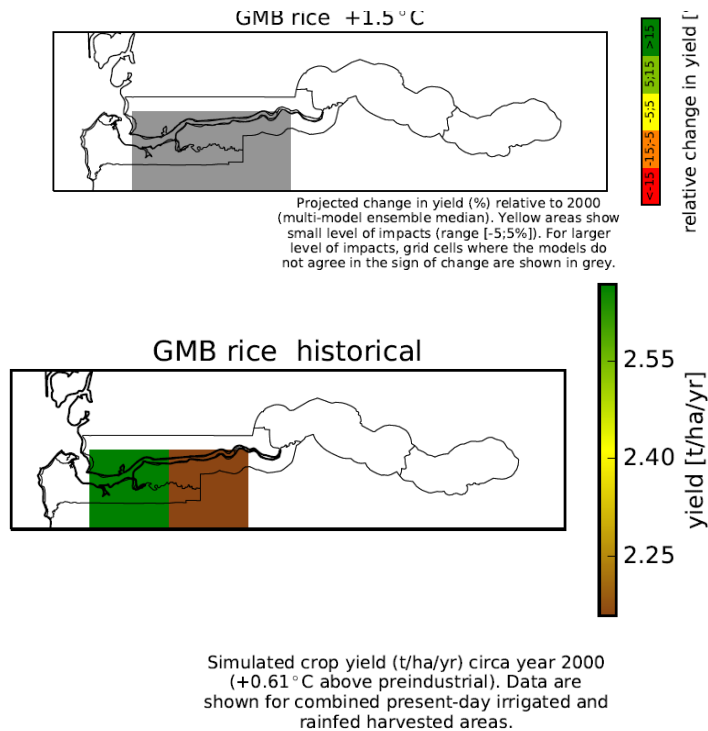 GMB rice +1.5°C
>15
5;15
-5;5
-15;-5
<-15
relative change in yield [
Projected change in yield (%) relative to 2000
(multi-model ensemble median). Yellow areas show
small level of impacts (range [-5;5%]). For larger
level of impacts, grid cells where the models do
not agree in the sign of change are shown in grey.
GMB rice historical
2.55
2.40
2.25
yield [t/ha/yr]
Simulated crop yield (t/ha/yr) circa year 2000
(+0.61°C above preindustrial). Data are
shown for combined present-day irrigated and
rainfed harvested areas.